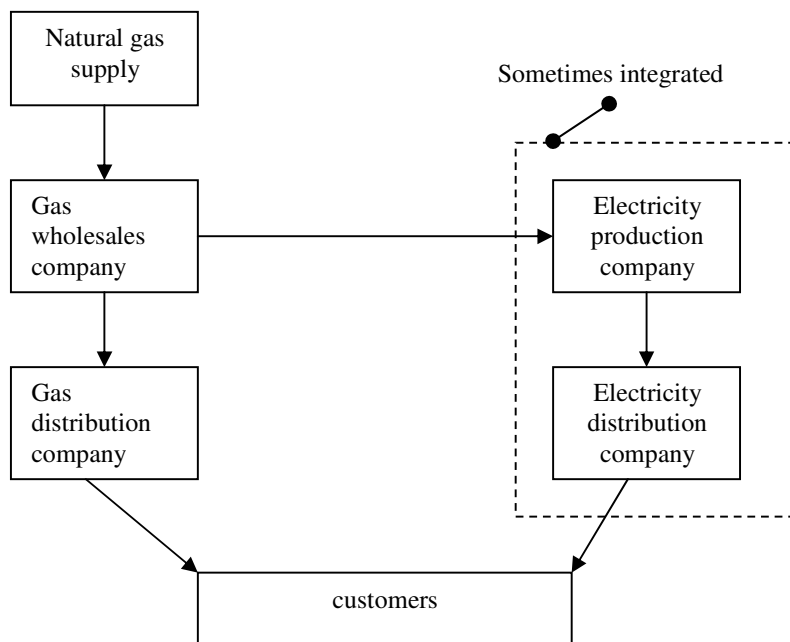 Natural gas
supply
Sometimes integrated
Gas
wholesales
company
Electricity
production
company
Gas
distribution
company
Electricity
distribution
company
customers